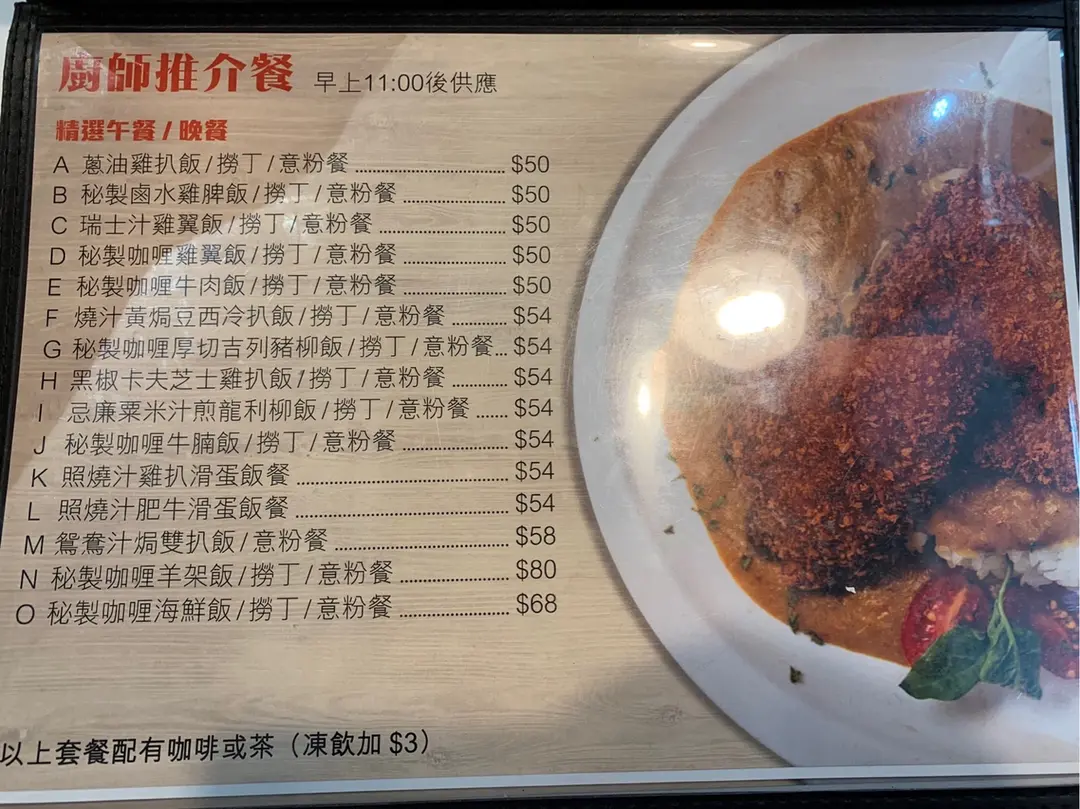 廚師推介餐 早上11:00後供應
精選午餐/晚餐
A 蔥油雞扒飯/撈丁/意粉餐 $50
B 秘製鹵水雞脾飯/撈丁/意粉餐 $50
C 瑞士汁雞翼飯/撈丁/意粉餐 $50
D 秘製咖喱雞翼飯/撈丁/意粉餐 $50
E 秘製咖喱牛肉飯/撈丁/意粉餐 $50
F 燒汁黃焗豆西冷扒飯/撈丁/意粉餐 $54
G 秘製咖喱厚切吉列豬柳飯/撈丁/意粉餐 $54
H 黑椒卡夫芝士雞扒飯/撈丁/意粉餐 $54
I 忌廉粟米汁煎龍利柳飯/撈丁/意粉餐 $54
J 秘製咖喱牛腩飯/撈丁/意粉餐 $54
K 照燒汁雞扒滑蛋飯餐 $54
L 照燒汁肥牛滑蛋飯餐 $54
M 鴛鴦汁焗雙扒飯/意粉餐 $58
N 秘製咖喱羊架飯/撈丁/意粉餐 $80
O 秘製咖喱海鮮飯/撈丁/意粉餐 $68
以上套餐配有咖啡或茶（凍飲加 $3）